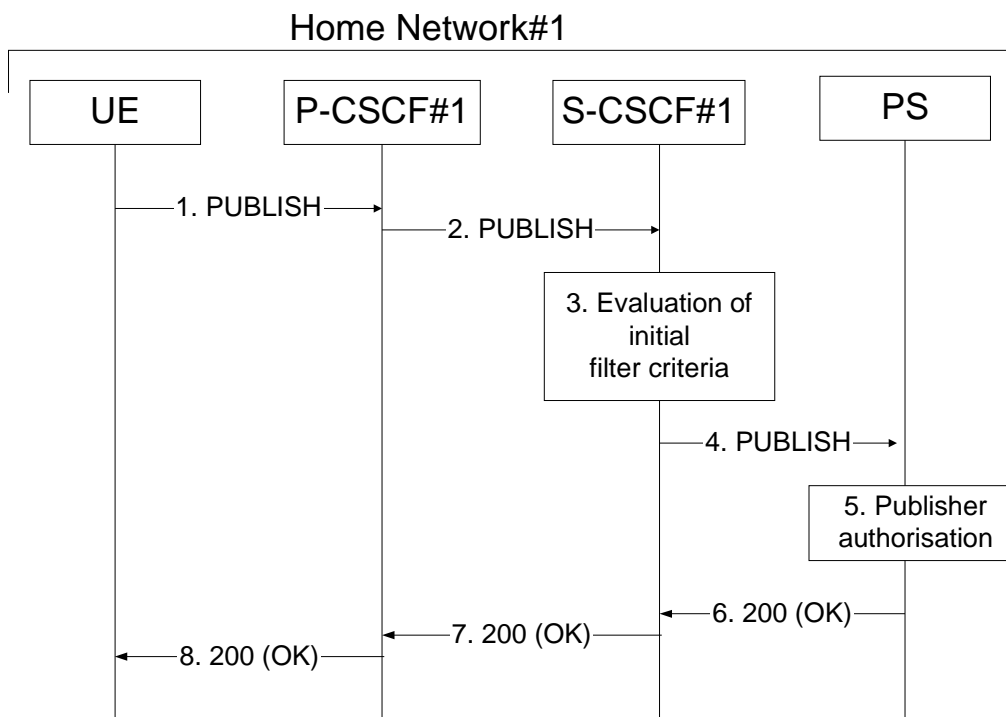 Home Network#1
UE
P-CSCF#1
S-CSCF#1
PS
1. PUBLISH
2. PUBLISH
3. Evaluation of
initial
filter criteria
4. PUBLISH
5. Publisher
authorisation
6. 200 (OK)
7. 200 (OK)
8. 200 (OK)